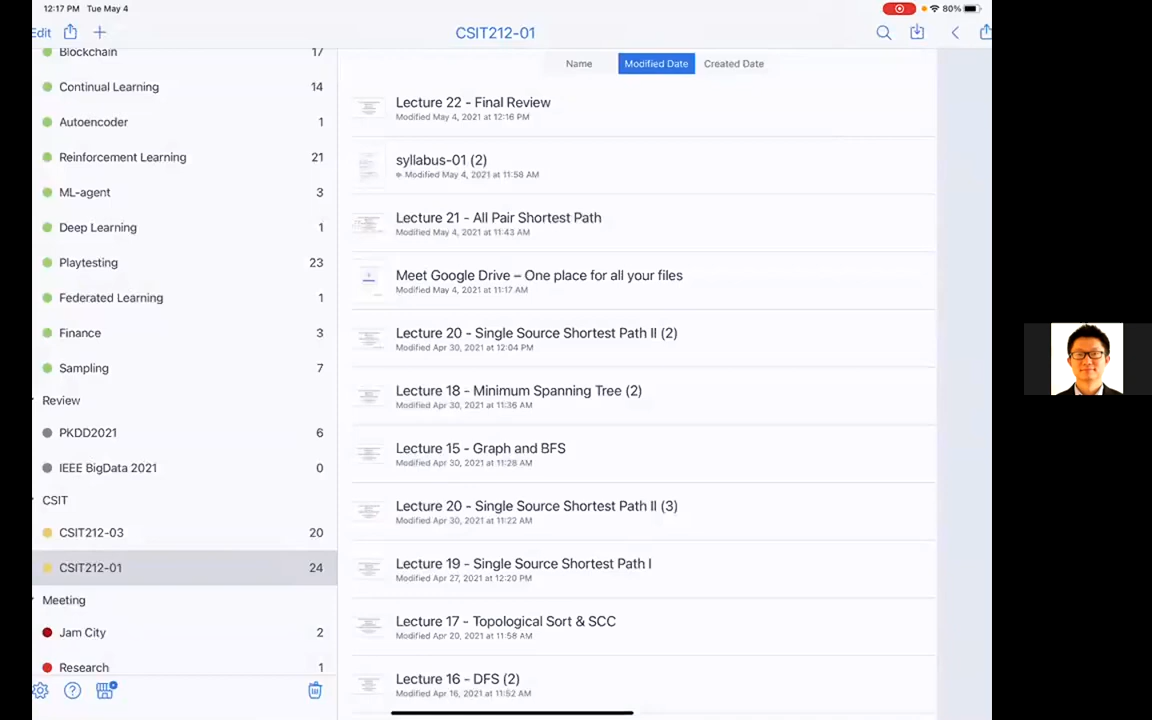 12:17 PM Tue May 4
80%
Edit
CSIT212-01
Blockchain 17
Continual Learning 14
Autoencoder 1
Reinforcement Learning 21
ML-agent 3
Deep Learning 1
Playtesting 23
Federated Learning 1
Finance 3
Sampling 7
Review
PKDD2021 6
IEEE BigData 2021 0
CSIT
CSIT212-03 20
CSIT212-01 24
Meeting
Jam City 2
Research 1
Name Modified Date Created Date
Lecture 22 - Final Review
Modified May 4, 2021 at 12:16 PM
syllabus-01 (2)
Modified May 4, 2021 at 11:58 AM
Lecture 21 - All Pair Shortest Path
Modified May 4, 2021 at 11:43 AM
Meet Google Drive – One place for all your files
Modified May 4, 2021 at 11:17 AM
Lecture 20 - Single Source Shortest Path II (2)
Modified Apr 30, 2021 at 12:04 PM
Lecture 18 - Minimum Spanning Tree (2)
Modified Apr 30, 2021 at 11:36 AM
Lecture 15 - Graph and BFS
Modified Apr 30, 2021 at 11:28 AM
Lecture 20 - Single Source Shortest Path II (3)
Modified Apr 30, 2021 at 11:22 AM
Lecture 19 - Single Source Shortest Path I
Modified Apr 27, 2021 at 12:20 PM
Lecture 17 - Topological Sort & SCC
Modified Apr 20, 2021 at 11:58 AM
Lecture 16 - DFS (2)
Modified Apr 16, 2021 at 11:52 AM